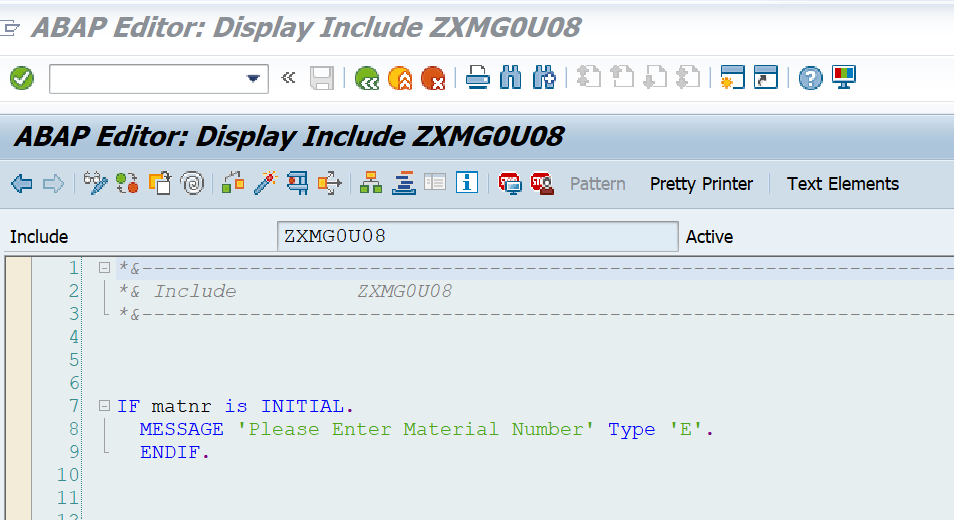 ABAP Editor: Display Include ZXMG0U08
ABAP Editor: Display Include ZXMG0U08
Pattern Pretty Printer Text Elements
Include ZXMG0U08 Active
1 *&---------------------------------------------------------------------
2 *& Include ZXMG0U08
3 *&---------------------------------------------------------------------
4
5
6
7 IF matnr is INITIAL.
8 MESSAGE 'Please Enter Material Number' Type 'E'.
9 ENDIF.
10
11
12